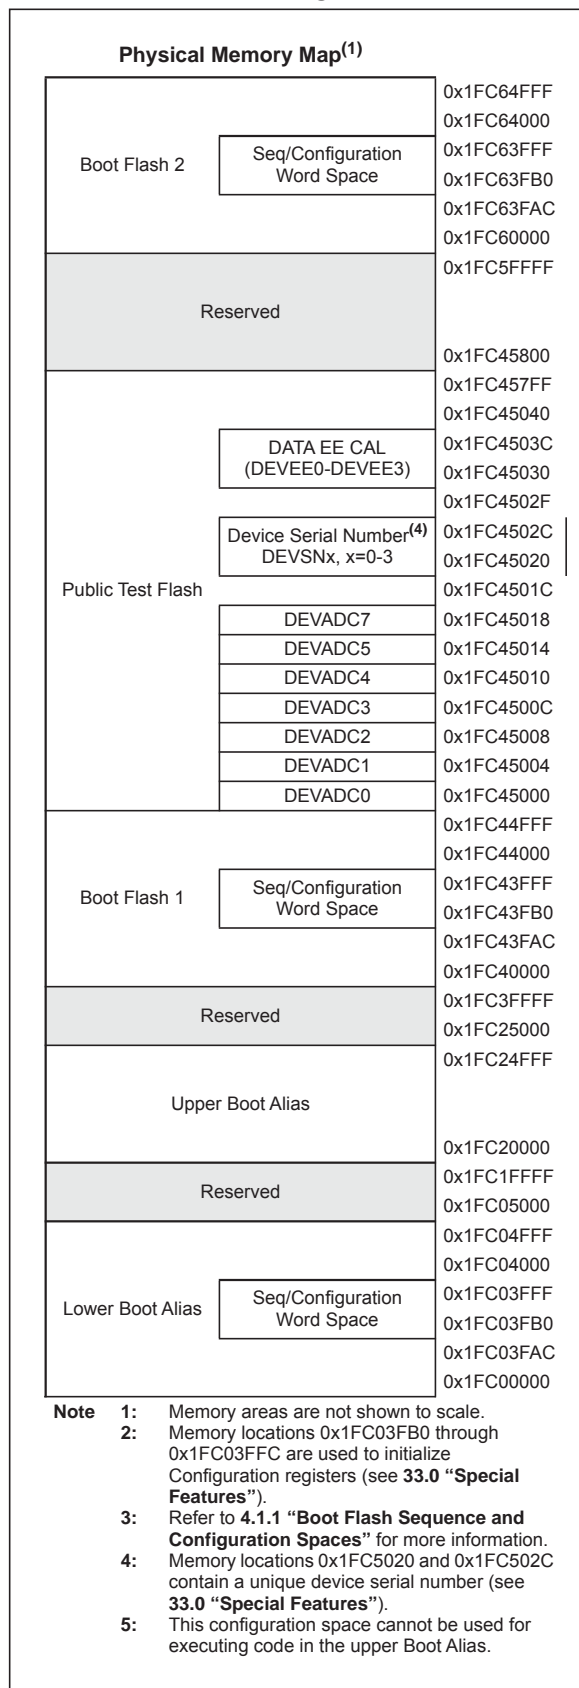 Physical Memory Map(1)
0x1FC64FFF
0x1FC64000
Boot Flash 2
Seq/Configuration
Word Space
0x1FC63FFF
0x1FC63FB0
0x1FC63FAC
0x1FC60000
Reserved
0x1FC5FFFF
0x1FC45800
0x1FC457FF
0x1FC45040
DATA EE CAL
(DEVEE0-DEVEE3)
0x1FC4503C
0x1FC45030
0x1FC4502F
Device Serial Number(4)
DEVSNx, x=0-3
0x1FC4502C
0x1FC45020
Public Test Flash
0x1FC4501C
DEVADC7
0x1FC45018
DEVADC5
0x1FC45014
DEVADC4
0x1FC45010
DEVADC3
0x1FC4500C
DEVADC2
0x1FC45008
DEVADC1
0x1FC45004
DEVADC0
0x1FC45000
0x1FC44FFF
0x1FC44000
Boot Flash 1
Seq/Configuration
Word Space
0x1FC43FFF
0x1FC43FB0
0x1FC43FAC
0x1FC40000
Reserved
0x1FC3FFFF
0x1FC25000
0x1FC24FFF
Upper Boot Alias
0x1FC20000
Reserved
0x1FC1FFFF
0x1FC05000
0x1FC04FFF
0x1FC04000
Lower Boot Alias
Seq/Configuration
Word Space
0x1FC03FFF
0x1FC03FB0
0x1FC03FAC
0x1FC00000
Note 1: Memory areas are not shown to scale.
2: Memory locations 0x1FC03FB0 through
0x1FC03FFC are used to initialize
Configuration registers (see 33.0 “Special
Features”).
3: Refer to 4.1.1 “Boot Flash Sequence and
Configuration Spaces” for more information.
4: Memory locations 0x1FC5020 and 0x1FC502C
contain a unique device serial number (see
33.0 “Special Features”).
5: This configuration space cannot be used for
executing code in the upper Boot Alias.